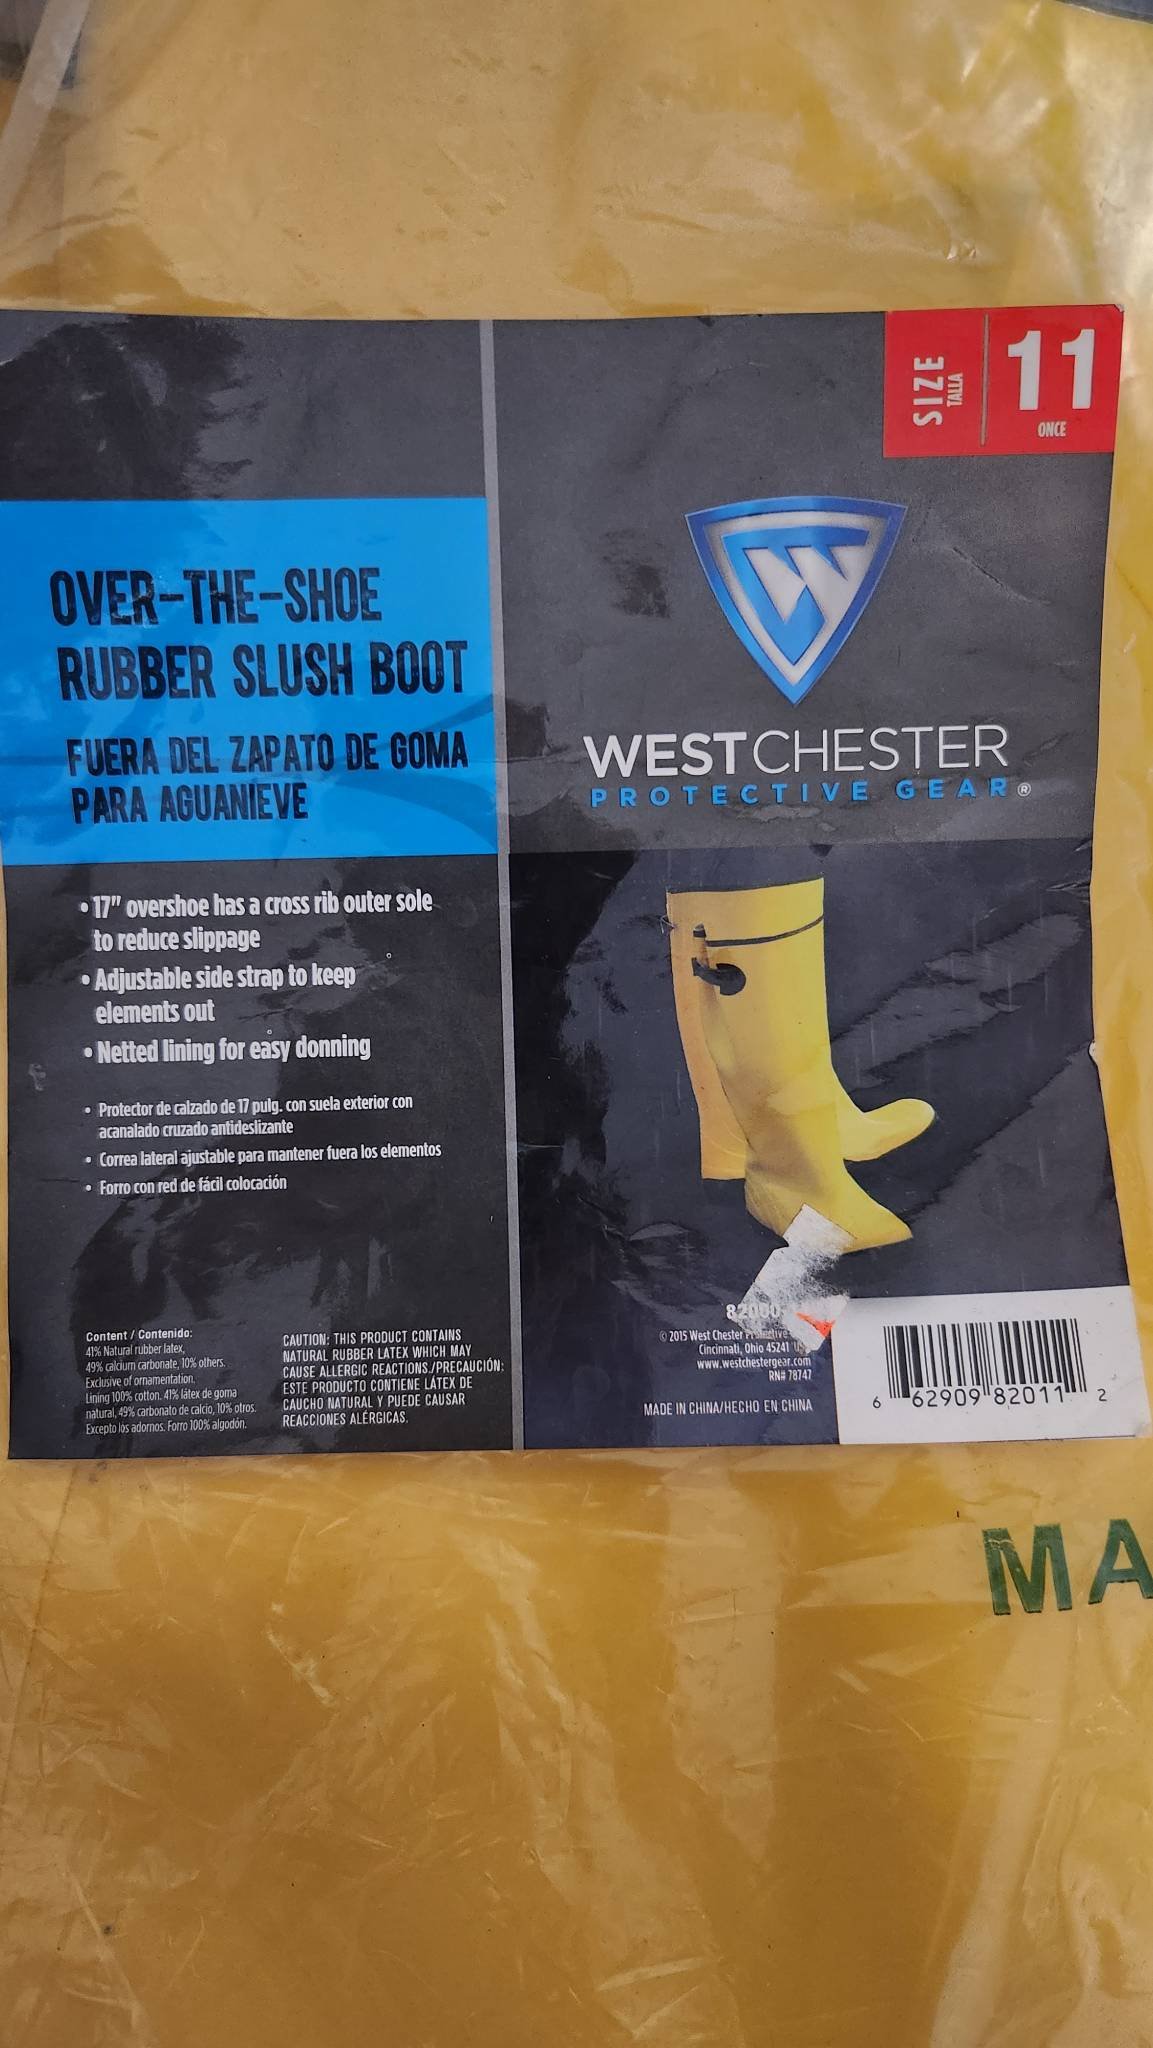 SIZE
TALLA
11
ONCE
OVER-THE-SHOE
RUBBER SLUSH BOOT
FUERA DEL ZAPATO DE GOMA
PARA AGUANIEVE
WESTCHESTER
PROTECTIVE GEAR®
• 17" overshoe has a cross rib outer sole
to reduce slippage
• Adjustable side strap to keep
elements out
• Netted lining for easy donning
• Protector de calzado de 17 pulg. con suela exterior con
acanalado cruzado antideslizante
• Correa lateral ajustable para mantener fuera los elementos
• Forro con red de fácil colocación
Content / Contenido:
41% Natural rubber latex,
49% calcium carbonate, 10% others.
Exclusive of ornamentation.
Lining 100% cotton. 41% látex de goma
natural, 49% carbonato de calcio, 10% otros.
Excepto los adornos. Forro 100% algodón.
CAUTION: THIS PRODUCT CONTAINS
NATURAL RUBBER LATEX WHICH MAY
CAUSE ALLERGIC REACTIONS./PRECAUCIÓN:
ESTE PRODUCTO CONTIENE LÁTEX DE
CAUCHO NATURAL Y PUEDE CAUSAR
REACCIONES ALÉRGICAS.
© 2015 West Chester
Cincinnati, Ohio 45241
www.westchestergear.com
RN# 78747
MADE IN CHINA/HECHO EN CHINA
6 62909 82011 2
MA